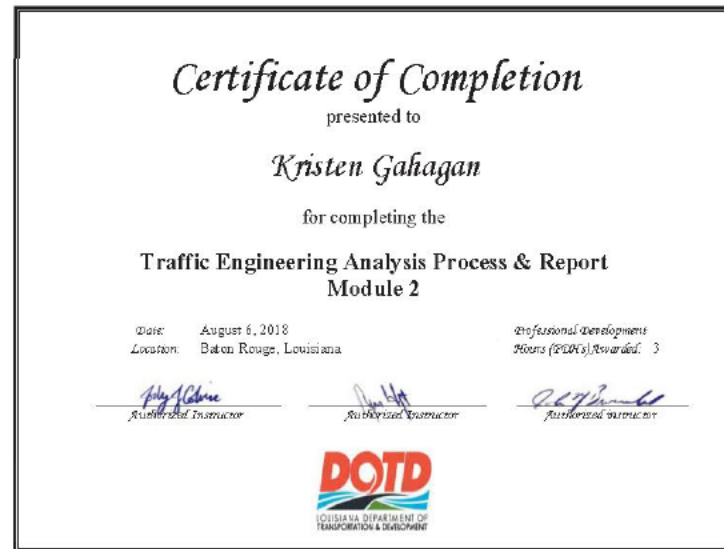 Certificate of Completion
presented to
Kristen Gahagan
for completing the
Traffic Engineering Analysis Process & Report
Module 2
Date: August 6, 2018
Location: Baton Rouge, Louisiana
Professional Development
Hours (PDHs) Awarded: 3
Authorized Instructor
Authorized Instructor
Authorized instructor
DOTD
LOUISIANA DEPARTMENT OF
TRANSPORTATION & DEVELOPMENT